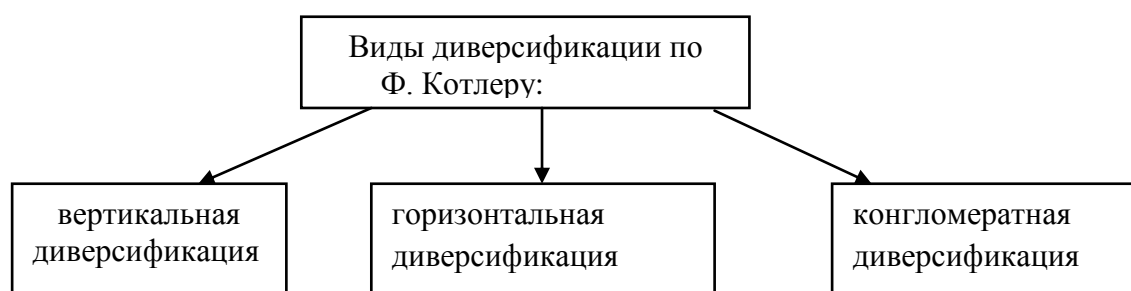 Виды диверсификации по
Ф. Котлеру:
вертикальная
диверсификация
горизонтальная
диверсификация
конгломератная
диверсификация